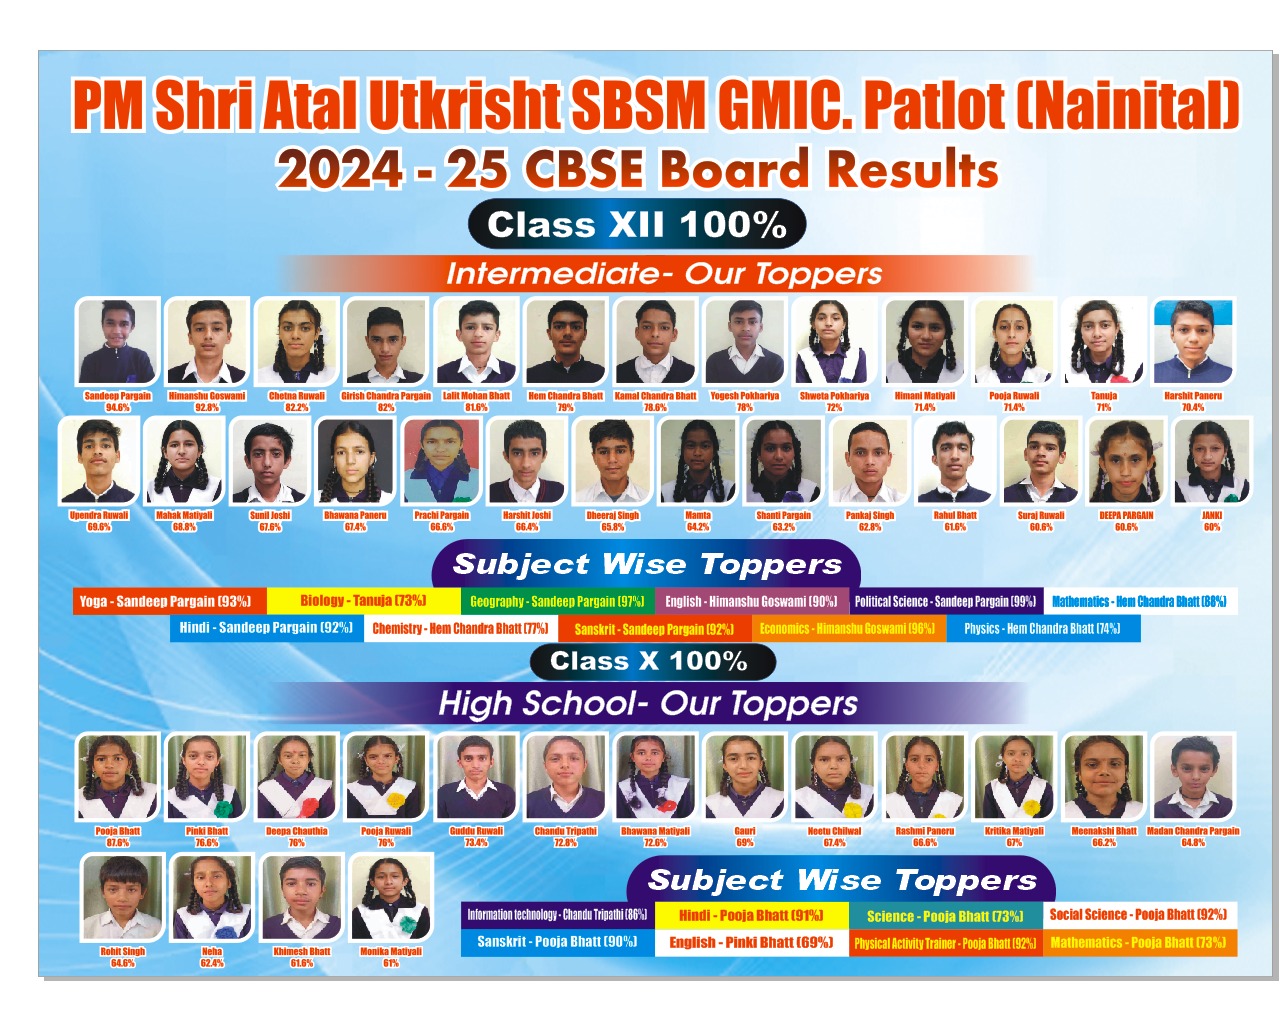 PM Shri Atal Utkrisht SBSM GMIC. Patlot (Nainital)
2024 - 25 CBSE Board Results
Class XII 100%
Intermediate- Our Toppers
Sandeep Pargain Himanshu Goswami Chetna Ruwali Girish Chandra Pargain Lalit Mohan Bhatt Hem Chandra Bhatt Kamal Chandra Bhatt Yogesh Pokhariya Shweta Pokhariya Himani Matiyali Pooja Ruwali Tanuja Harshit Paneru
94.6% 92.8% 82.2% 82% 81.6% 79% 78.6% 78% 72% 71.4% 71.4% 71% 70.4%
Upendra Ruwali Mahak Matiyali Sunil Joshi Bhawana Paneru Prachi Pargain Harshit Joshi Dheeraj Singh Mamta Shanti Pargain Pankaj Singh Rahul Bhatt Suraj Ruwali DEEPA PARGAIN JANKI
69.6% 68.8% 67.6% 67.4% 66.6% 66.4% 65.8% 64.2% 63.2% 62.8% 61.6% 60.6% 60.6% 60%
Subject Wise Toppers
Yoga - Sandeep Pargain (93%) Biology - Tanuja (73%) Geography - Sandeep Pargain (97%) English - Himanshu Goswami (90%) Political Science - Sandeep Pargain (99%) Mathematics - Hem Chandra Bhatt (88%)
Hindi - Sandeep Pargain (92%) Chemistry - Hem Chandra Bhatt (77%) Sanskrit - Sandeep Pargain (92%) Economics - Himanshu Goswami (96%) Physics - Hem Chandra Bhatt (74%)
Class X 100%
High School- Our Toppers
Pooja Bhatt Pinki Bhatt Deepa Chauthia Pooja Ruwali Guddu Ruwali Chandu Tripathi Bhawana Matiyali Gauri Neetu Chilwal Rashmi Paneru Kritika Matiyali Meenakshi Bhatt Madan Chandra Pargain
87.6% 76.6% 76% 76% 73.4% 72.8% 72.6% 69% 67.4% 66.6% 67% 66.2% 64.8%
Rohit Singh Neha Khimesh Bhatt Monika Matiyali
64.6% 62.4% 61.6% 61%
Subject Wise Toppers
Information technology - Chandu Tripathi (86%) Hindi - Pooja Bhatt (91%) Science - Pooja Bhatt (73%) Social Science - Pooja Bhatt (92%)
Sanskrit - Pooja Bhatt (90%) English - Pinki Bhatt (69%) Physical Activity Trainer - Pooja Bhatt (92%) Mathematics - Pooja Bhatt (73%)